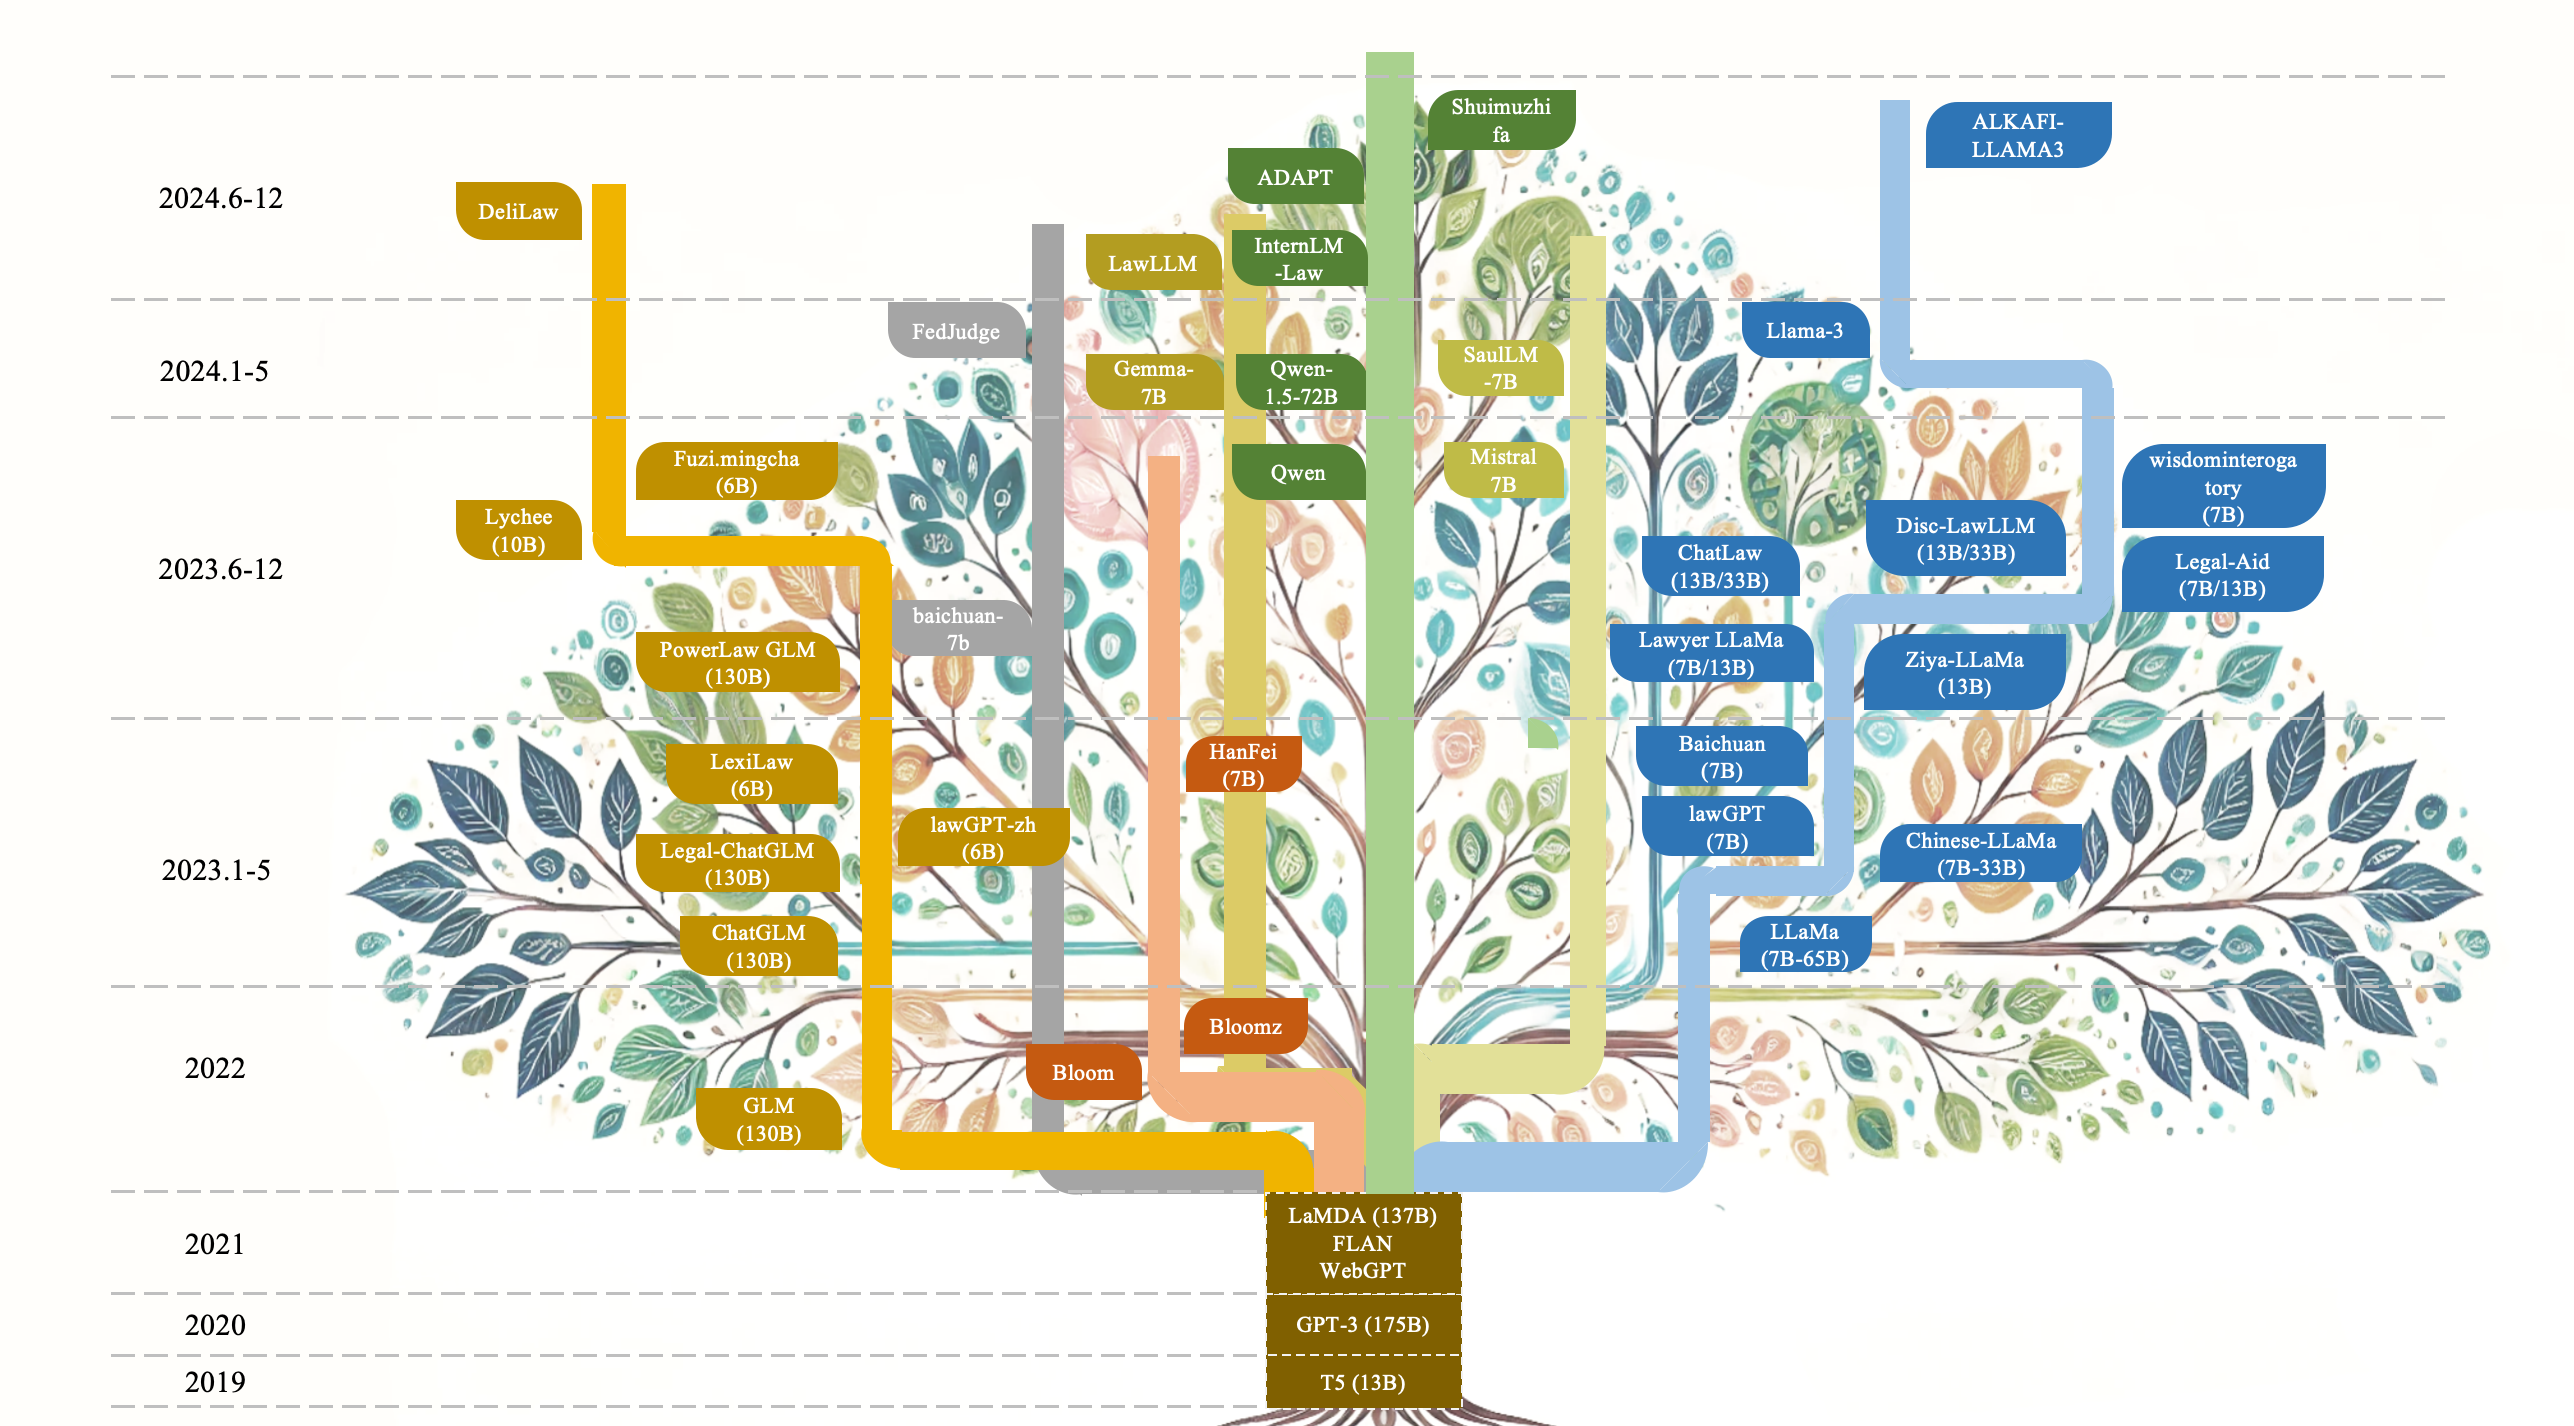 2024.6-12
DeliLaw
LawLLM
ADAPT
InternLM
-Law
Shuimuzhi
fa
ALKAFI-
LLAMA3
2024.1-5
FedJudge
Gemma-
7B
Qwen-
1.5-72B
SaulLM
-7B
Llama-3
2023.6-12
Fuzi.mingcha
(6B)
Lychee
(10B)
PowerLaw GLM
(130B)
baichuan-
7b
Qwen
Mistral
7B
ChatLaw
(13B/33B)
Lawyer LLaMa
(7B/13B)
Disc-LawLLM
(13B/33B)
Ziya-LLaMa
(13B)
wisdominteroga
tory
(7B)
Legal-Aid
(7B/13B)
2023.1-5
LexiLaw
(6B)
Legal-ChatGLM
(130B)
ChatGLM
(130B)
lawGPT-zh
(6B)
HanFei
(7B)
Baichuan
(7B)
lawGPT
(7B)
Chinese-LLaMa
(7B-33B)
LLaMa
(7B-65B)
2022
GLM
(130B)
Bloom
Bloomz
2021
LaMDA (137B)
FLAN
WebGPT
2020
GPT-3 (175B)
2019
T5 (13B)